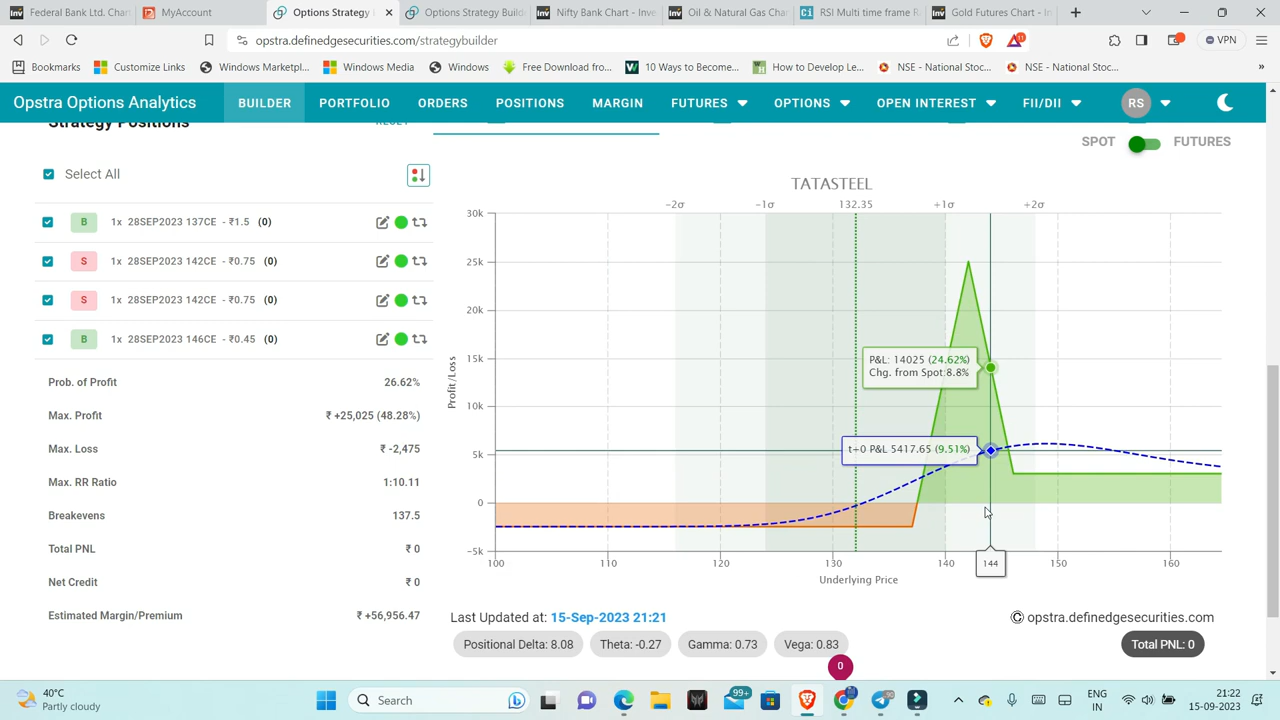 Federal Bank Ltd. Chart
MyAccount
Options Strategy
Options Strategy Build
Nifty Bank Chart - Inve
Oil & Natural Gas Cha
RSI Multi time frame R
Gold Futures Chart - In
opstra.definedgesecurities.com/strategybuilder
11
VPN
Bookmarks
Customize Links
Windows Marketpl...
Windows Media
Windows
Free Download fro...
10 Ways to Become...
How to Develop Le...
NSE - National Stoc...
NSE - National Stoc...
Opstra Options Analytics
BUILDER
PORTFOLIO
ORDERS
POSITIONS
MARGIN
FUTURES
OPTIONS
OPEN INTEREST
FII/DII
RS
Strategy Positions
RESET
SPOT
FUTURES
Select All
TATASTEEL
-2σ
-1σ
132.35
+1σ
+2σ
B 1x 28SEP2023 137CE - ₹1.5 (0)
S 1x 28SEP2023 142CE - ₹0.75 (0)
S 1x 28SEP2023 142CE - ₹0.75 (0)
B 1x 28SEP2023 146CE - ₹0.45 (0)
Prob. of Profit 26.62%
Max. Profit ₹ +25,025 (48.28%)
Max. Loss ₹ -2,475
Max. RR Ratio 1:10.11
Breakevens 137.5
Total PNL ₹ 0
Net Credit ₹ 0
Estimated Margin/Premium ₹ +56,956.47
Profit/Loss
30k
25k
20k
15k
10k
5k
0
-5k
P&L: 14025 (24.62%)
Chg. from Spot:8.8%
t+0 P&L 5417.65 (9.51%)
100
110
120
130
140
144
150
160
Underlying Price
Last Updated at: 15-Sep-2023 21:21
© opstra.definedgesecurities.com
Positional Delta: 8.08
Theta: -0.27
Gamma: 0.73
Vega: 0.83
Total PNL: 0
0
40°C
Partly cloudy
Search
99+
ENG
IN
21:22
15-09-2023